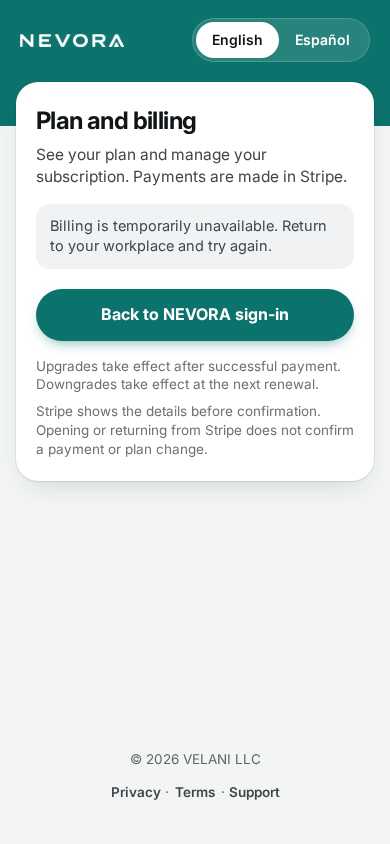 NEVORA
English
Español
Plan and billing
See your plan and manage your
subscription. Payments are made in Stripe.
Billing is temporarily unavailable. Return
to your workplace and try again.
Back to NEVORA sign-in
Upgrades take effect after successful payment.
Downgrades take effect at the next renewal.
Stripe shows the details before confirmation.
Opening or returning from Stripe does not confirm
a payment or plan change.
© 2026 VELANI LLC
Privacy · Terms · Support